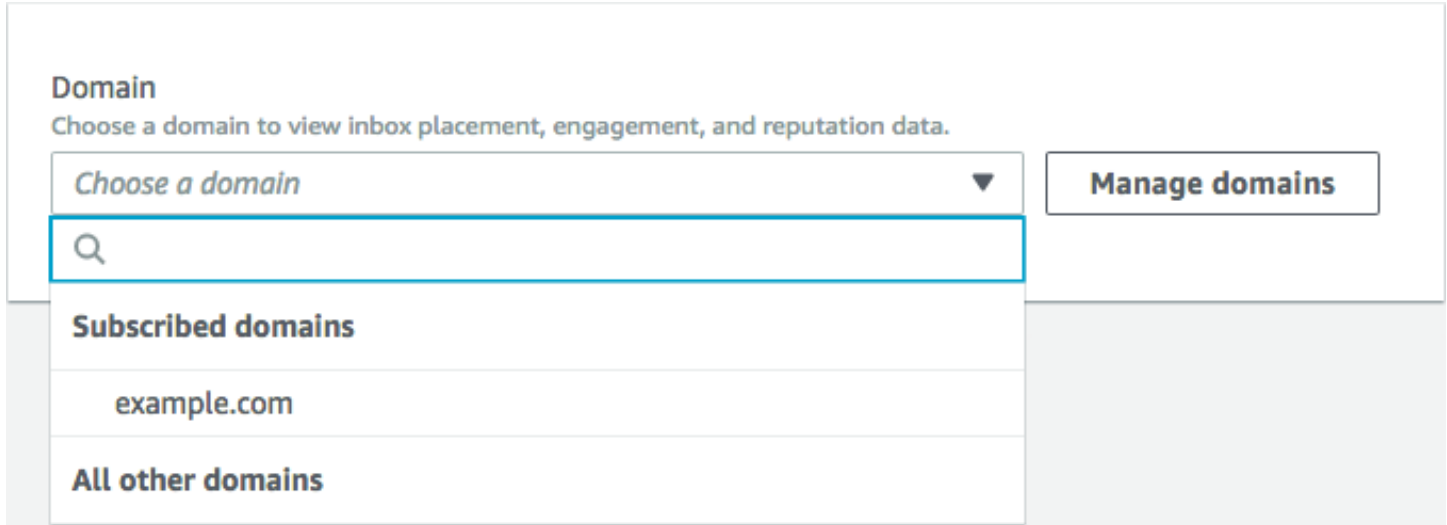 Domain
Choose a domain to view inbox placement, engagement, and reputation data.
Choose a domain
Manage domains
Subscribed domains
example.com
All other domains